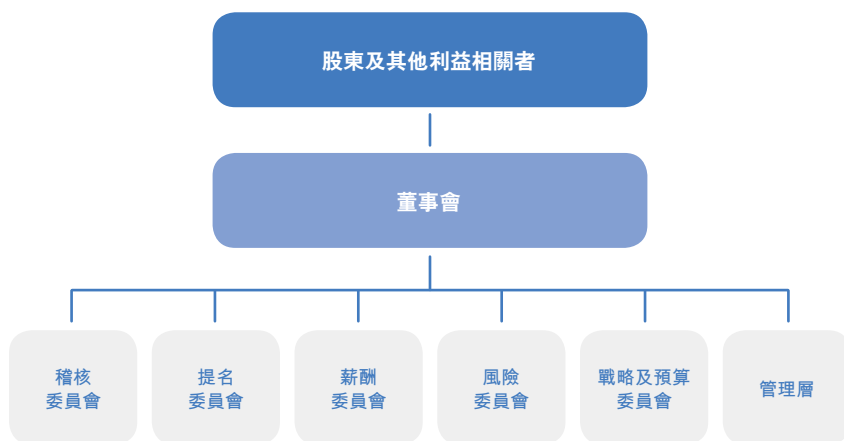 股東及其他利益相關者
董事會
稽核
委員會
提名
委員會
薪酬
委員會
風險
委員會
戰略及預算
委員會
管理層